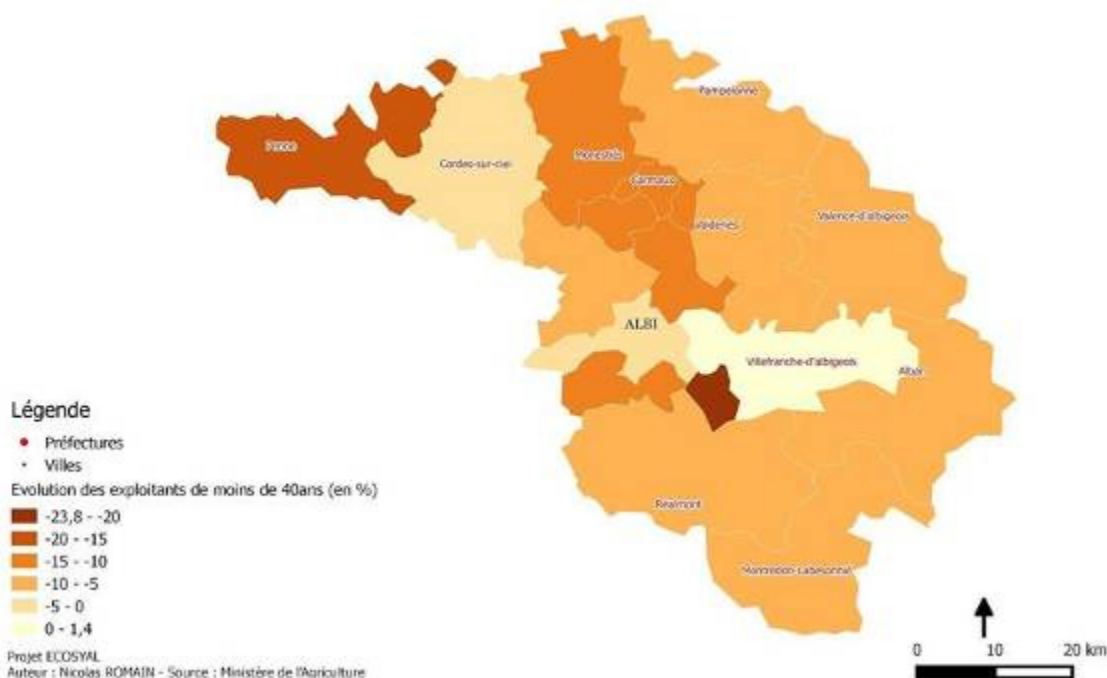 Pampelonne
Penne
Cordes-sur-ciel
Monestiés
Carmaux
Valence-d'albigeois
Valderiès
ALBI
Villefranche-d'albigeois
Alban
Légende
Préfectures
Villes
Evolution des exploitants de moins de 40ans (en %)
-23,8 - -20
-20 - -15
-15 - -10
-10 - -5
-5 - 0
0 - 1,4
Réalmont
Montredon-Labessonnié
Projet ECOSYAL
Auteur : Nicolas ROMAIN - Source : Ministère de l'Agriculture
0 10 20 km